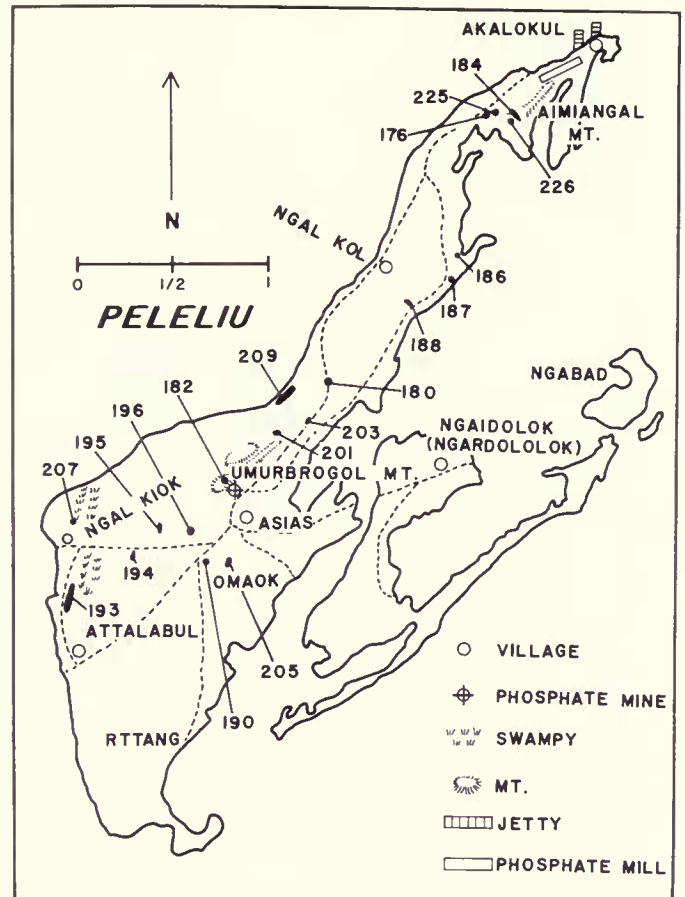 AKALOKUL
184
225
AIMIANGAL
MT.
176
226
N
NGAL KOL
0 1/2 1
186
187
PELELIU
188
209
NGABAD
182
180
196
203
NGAIDOLOK
(NGARDOLOLOK)
195
201
207
UMURBROGOL MT.
NGAL KIOK
ASIAS
194
OMAOK
193
ATTALABUL
205
VILLAGE
190
PHOSPHATE MINE
RTTANG
SWAMPY
MT.
JETTY
PHOSPHATE MILL